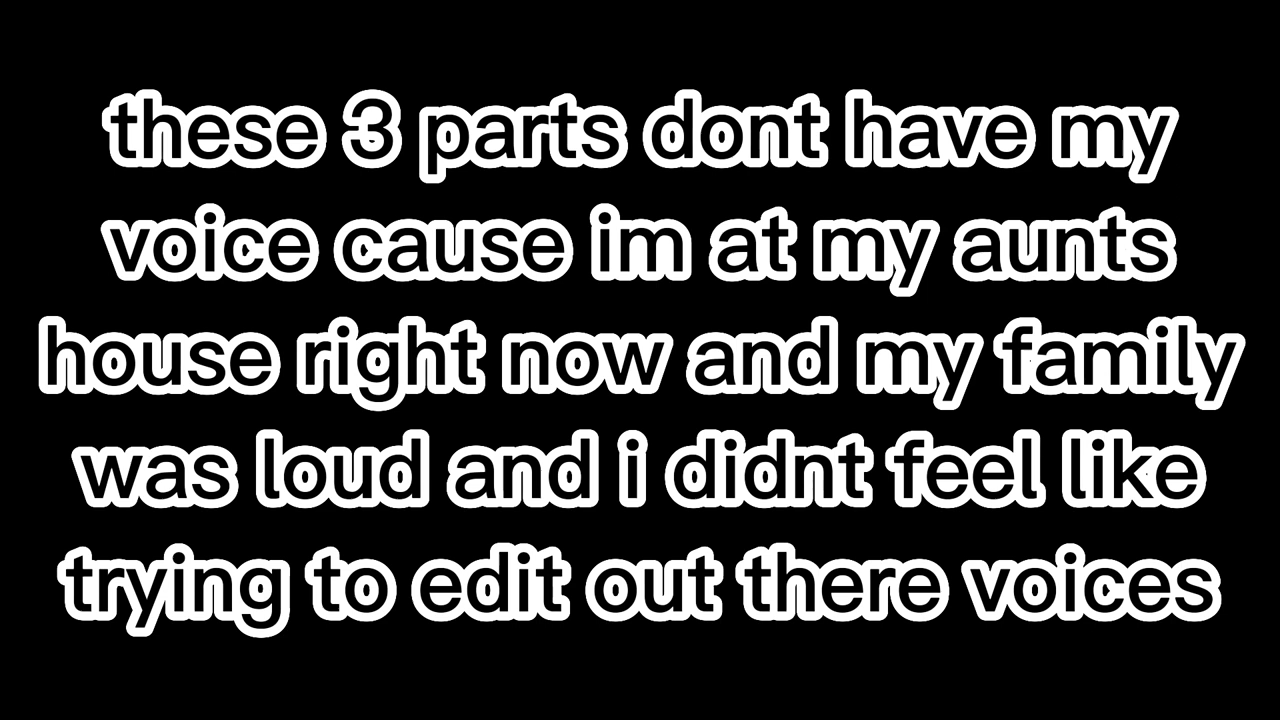 these 3 parts dont have my
voice cause im at my aunts
house right now and my family
was loud and i didnt feel like
trying to edit out there voices